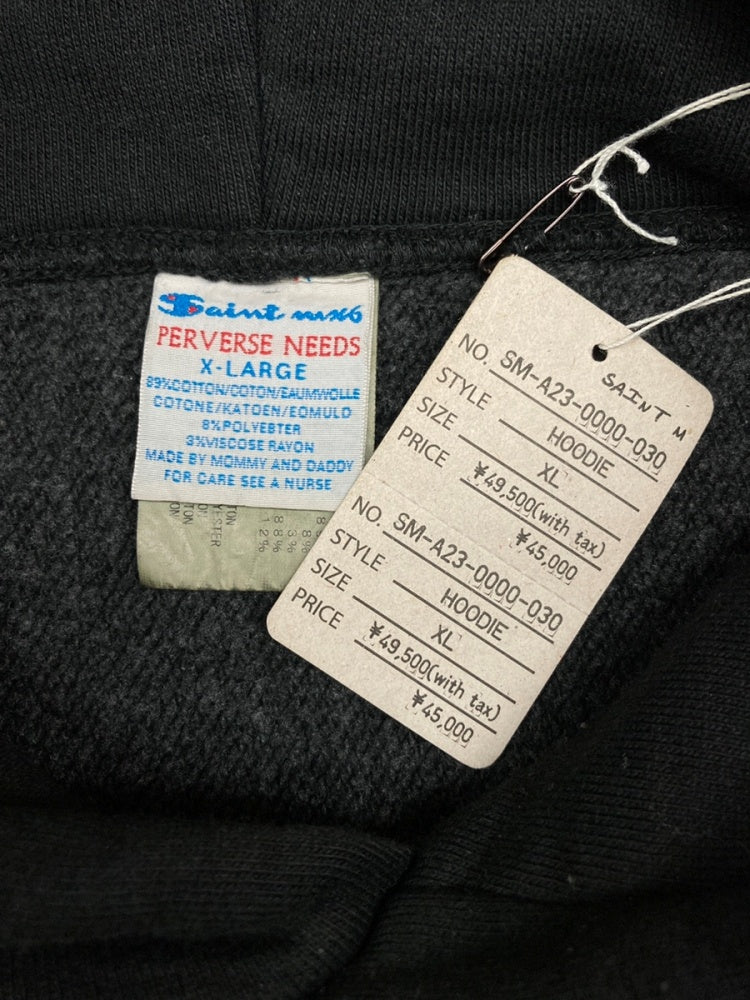 Saint mxx6
PERVERSE NEEDS
X-LARGE
89%COTTON/COTON/BAUMWOLLE
COTONE/KATOEN/EOMULD
8%POLYEBTER
3%VISCOSE RAYON
MADE BY MOMMY AND DADDY
FOR CARE SEE A NURSE
SAINT M
NO. SM-A23-0000-030
STYLE HOODIE
SIZE XL
PRICE ¥49,500(with tax)
¥45,000
NO. SM-A23-0000-030
STYLE HOODIE
SIZE XL
PRICE ¥49,500(with tax)
¥45,000